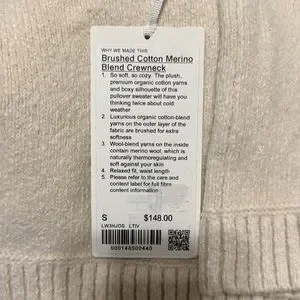 WHY WE MADE THIS
Brushed Cotton Merino
Blend Crewneck
1. So soft, so cozy. The plush,
premium organic cotton yarns
and boxy silhouette of this
pullover sweater will have you
thinking twice about cold
weather
2. Luxurious organic cotton-blend
yarns on the outer layer of the
fabric are brushed for extra
softness
3. Wool-blend yarns on the inside
contain merino wool, which is
naturally thermoregulating and
soft against your skin
4. Relaxed fit, waist length
5. Please refer to the care and
content label for full fibre
content information
S $148.00
LW3HJOS LTIV
000148500440